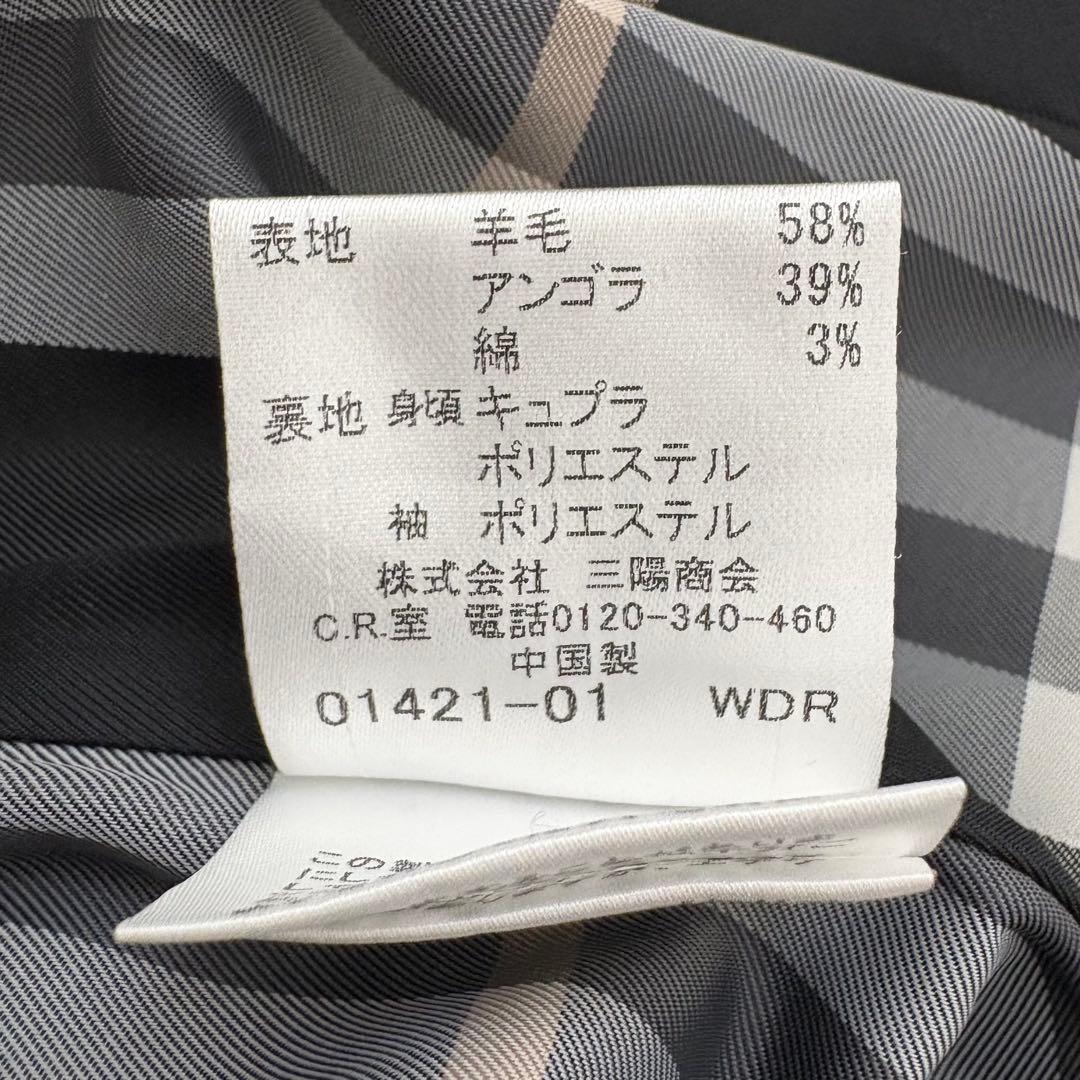 表地 羊毛 58%
アンゴラ 39%
綿 3%
裏地 身頃 キュプラ
ポリエステル
袖 ポリエステル
株式会社 三陽商会
C.R.室 電話0120-340-460
中国製
01421-01 WDR